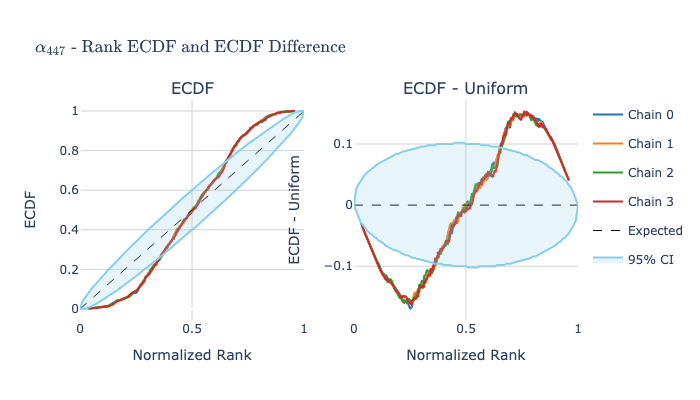 α447 - Rank ECDF and ECDF Difference
ECDF
ECDF - Uniform
1
0.8
0.6
0.4
0.2
0
0
0.5
1
ECDF
Normalized Rank
0.1
0
−0.1
0
0.5
1
ECDF - Uniform
Normalized Rank
Chain 0
Chain 1
Chain 2
Chain 3
Expected
95% CI